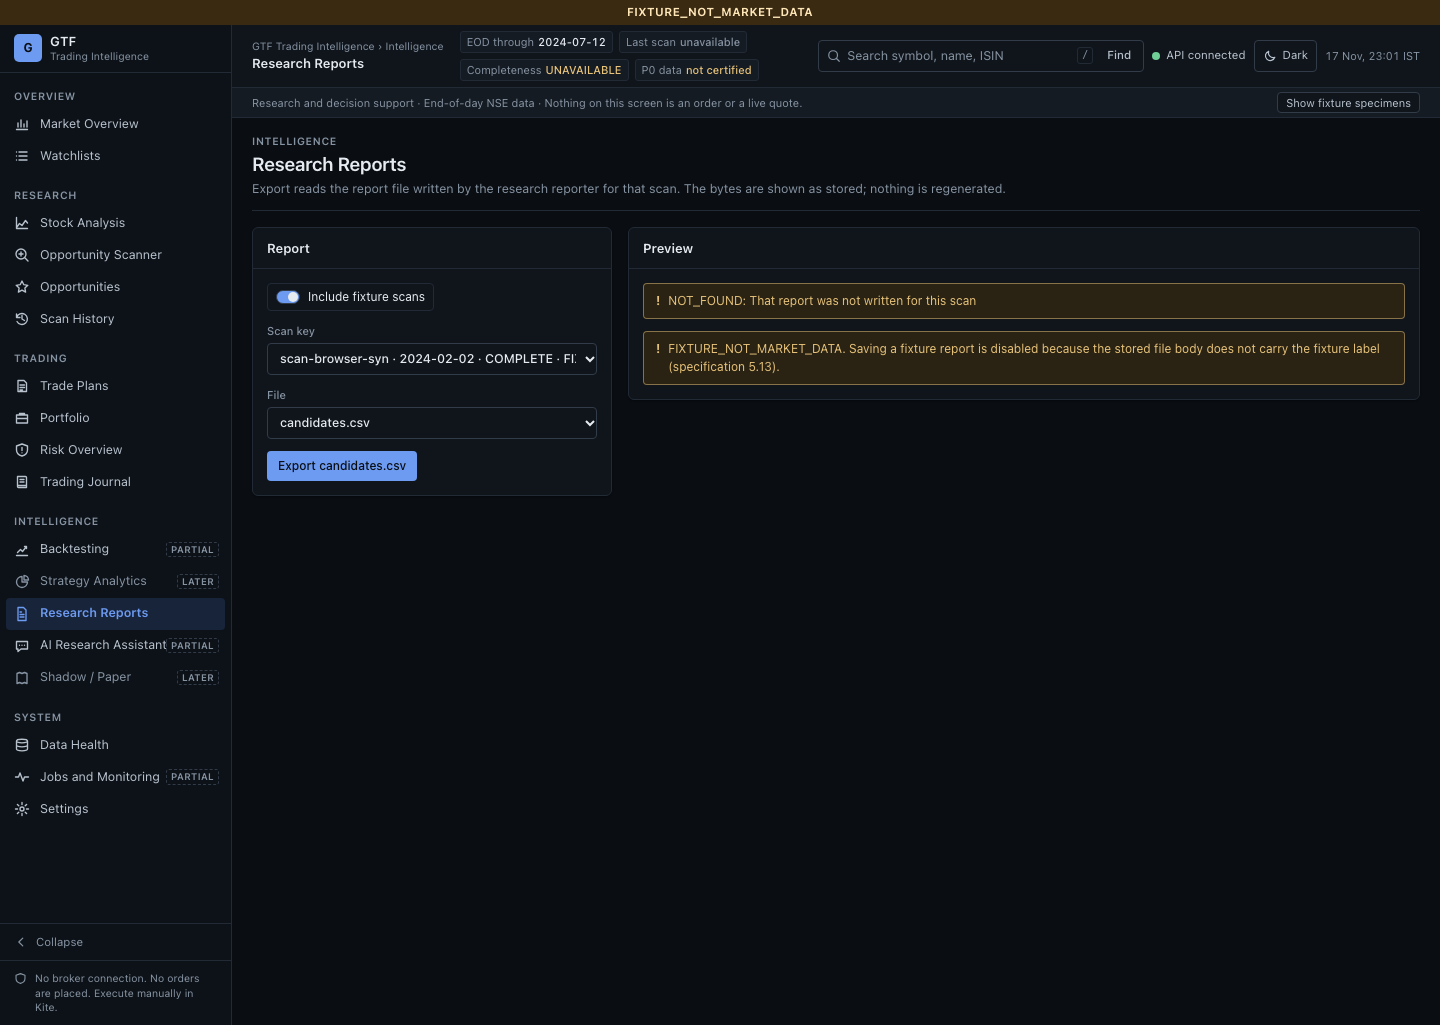 FIXTURE_NOT_MARKET_DATA
G
GTF
Trading Intelligence
OVERVIEW
Market Overview
Watchlists
RESEARCH
Stock Analysis
Opportunity Scanner
Opportunities
Scan History
TRADING
Trade Plans
Portfolio
Risk Overview
Trading Journal
INTELLIGENCE
Backtesting PARTIAL
Strategy Analytics LATER
Research Reports
AI Research Assistant PARTIAL
Shadow / Paper LATER
SYSTEM
Data Health
Jobs and Monitoring PARTIAL
Settings
Collapse
No broker connection. No orders
are placed. Execute manually in
Kite.
GTF Trading Intelligence › Intelligence
Research Reports
EOD through 2024-07-12 Last scan unavailable
Completeness UNAVAILABLE P0 data not certified
Search symbol, name, ISIN / Find
API connected
Dark
17 Nov, 23:01 IST
Research and decision support · End-of-day NSE data · Nothing on this screen is an order or a live quote.
Show fixture specimens
INTELLIGENCE
Research Reports
Export reads the report file written by the research reporter for that scan. The bytes are shown as stored; nothing is regenerated.
Report
Include fixture scans
Scan key
scan-browser-syn · 2024-02-02 · COMPLETE · FI
File
candidates.csv
Export candidates.csv
Preview
! NOT_FOUND: That report was not written for this scan
! FIXTURE_NOT_MARKET_DATA. Saving a fixture report is disabled because the stored file body does not carry the fixture label
(specification 5.13).